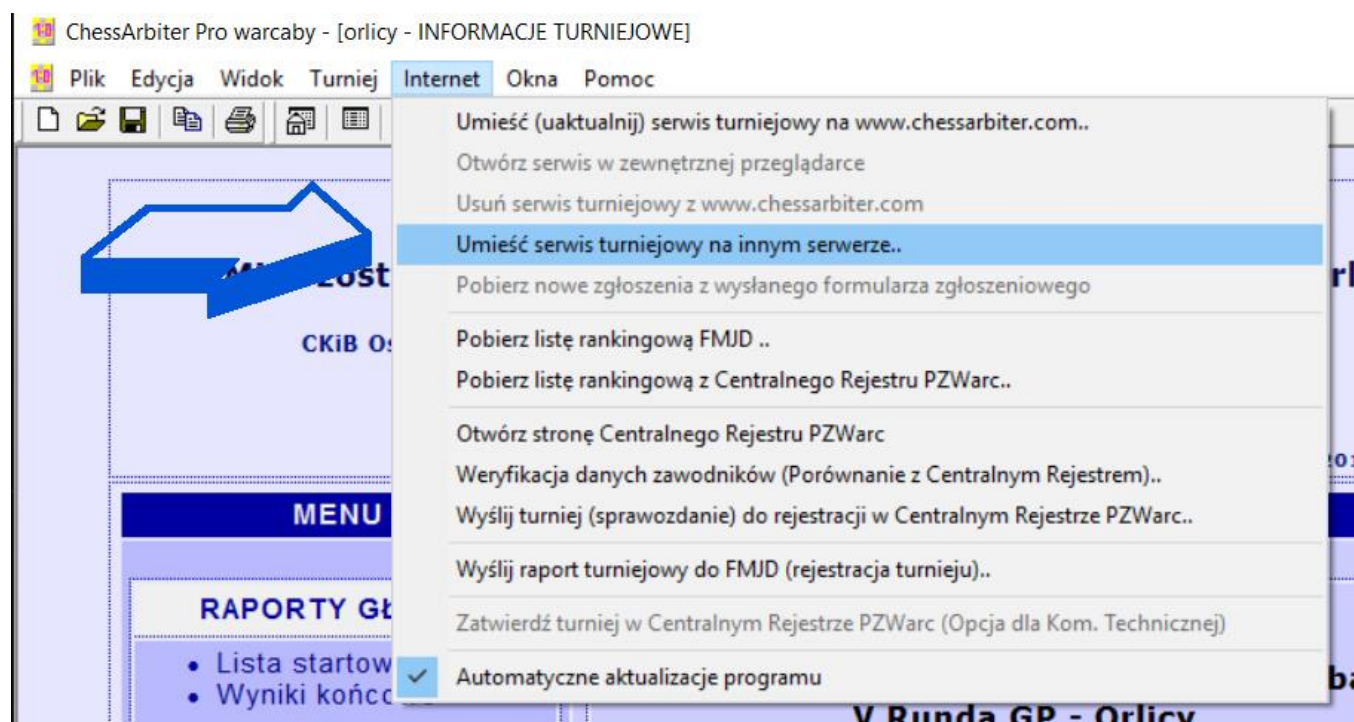 ChessArbiter Pro warcaby - [orlicy - INFORMACJE TURNIEJOWE]
Plik Edycja Widok Turniej Internet Okna Pomoc
Umieść (uaktualnij) serwis turniejowy na www.chessarbiter.com..
Otwórz serwis w zewnętrznej przeglądarce
Usuń serwis turniejowy z www.chessarbiter.com
Umieść serwis turniejowy na innym serwerze..
Pobierz nowe zgłoszenia z wysłanego formularza zgłoszeniowego
CKiB
Pobierz listę rankingową FMJD ..
Pobierz listę rankingową z Centralnego Rejestru PZWarc..
Otwórz stronę Centralnego Rejestru PZWarc
Weryfikacja danych zawodników (Porównanie z Centralnym Rejestrem)..
MENU
Wyślij turniej (sprawozdanie) do rejestracji w Centralnym Rejestrze PZWarc..
Wyślij raport turniejowy do FMJD (rejestracja turnieju)..
RAPORTY
Zatwierdź turniej w Centralnym Rejestrze PZWarc (Opcja dla Kom. Technicznej)
Lista
Automatyczne aktualizacje programu
Wyniki
V Runda GP - Orlicy